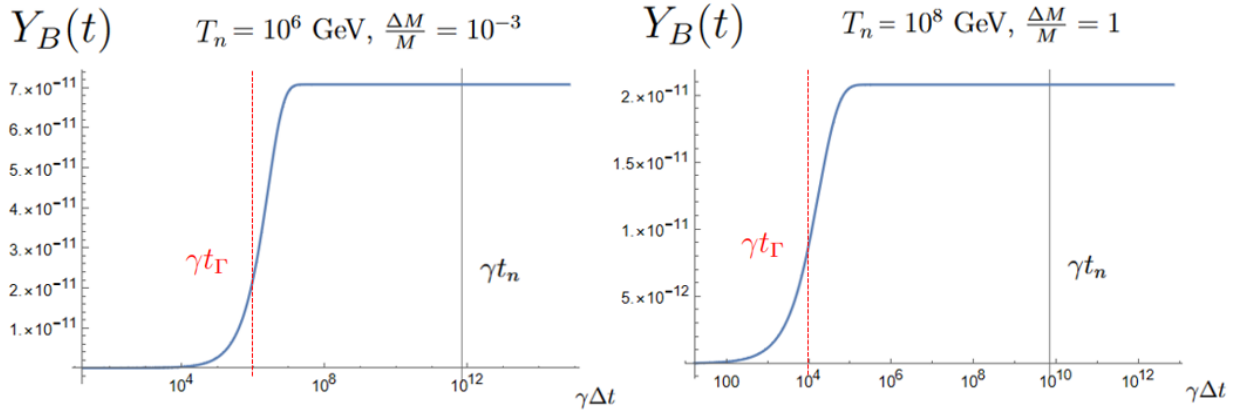 Y_B(t)
T_n = 10^6 GeV, ΔM/M = 10^-3
7.×10^-11
6.×10^-11
5.×10^-11
4.×10^-11
3.×10^-11
2.×10^-11
1.×10^-11
γt_Γ
γt_n
10^4
10^8
10^12
γΔt
Y_B(t)
T_n = 10^8 GeV, ΔM/M = 1
2.×10^-11
1.5×10^-11
1.×10^-11
5.×10^-12
γt_Γ
γt_n
100
10^4
10^6
10^8
10^10
10^12
γΔt